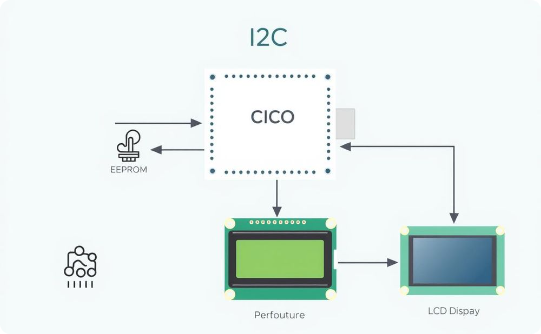 I2C
CICO
EEPROM
Perfouture
LCD Dispay